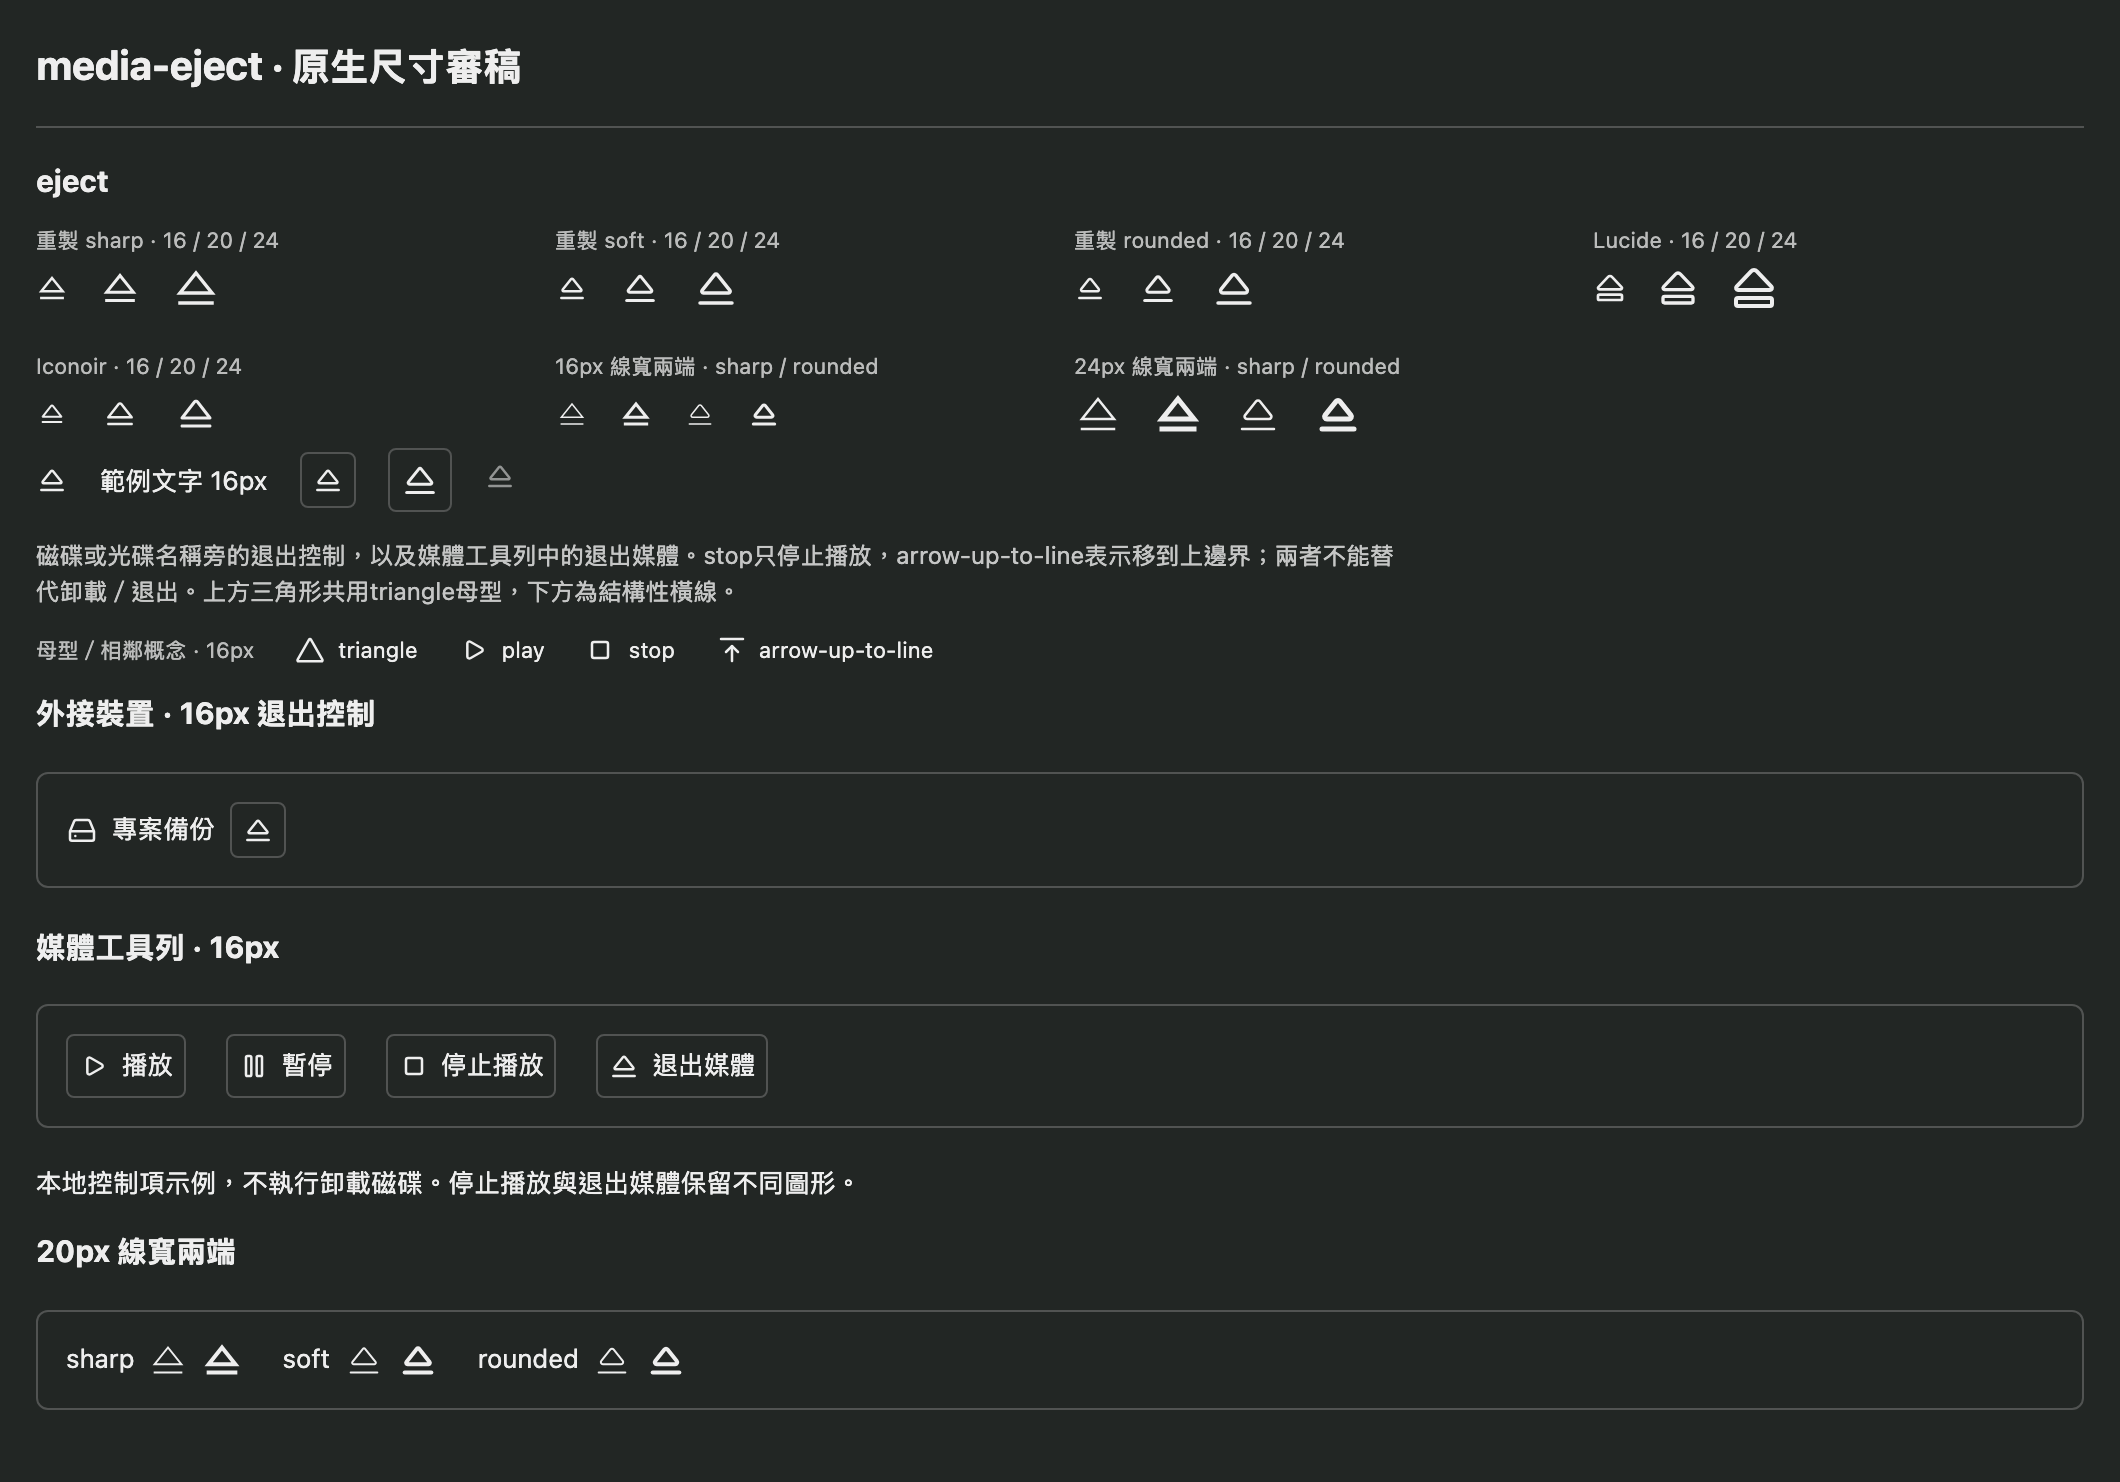 media-eject · 原生尺寸審稿
eject
重製 sharp · 16 / 20 / 24
重製 soft · 16 / 20 / 24
重製 rounded · 16 / 20 / 24
Lucide · 16 / 20 / 24
Iconoir · 16 / 20 / 24
16px 線寬兩端 · sharp / rounded
24px 線寬兩端 · sharp / rounded
範例文字 16px
磁碟或光碟名稱旁的退出控制，以及媒體工具列中的退出媒體。stop只停止播放，arrow-up-to-line表示移到上邊界；兩者不能替
代卸載 / 退出。上方三角形共用triangle母型，下方為結構性橫線。
母型 / 相鄰概念 · 16px triangle play stop arrow-up-to-line
外接裝置 · 16px 退出控制
專案備份
媒體工具列 · 16px
播放 暫停 停止播放 退出媒體
本地控制項示例，不執行卸載磁碟。停止播放與退出媒體保留不同圖形。
20px 線寬兩端
sharp soft rounded